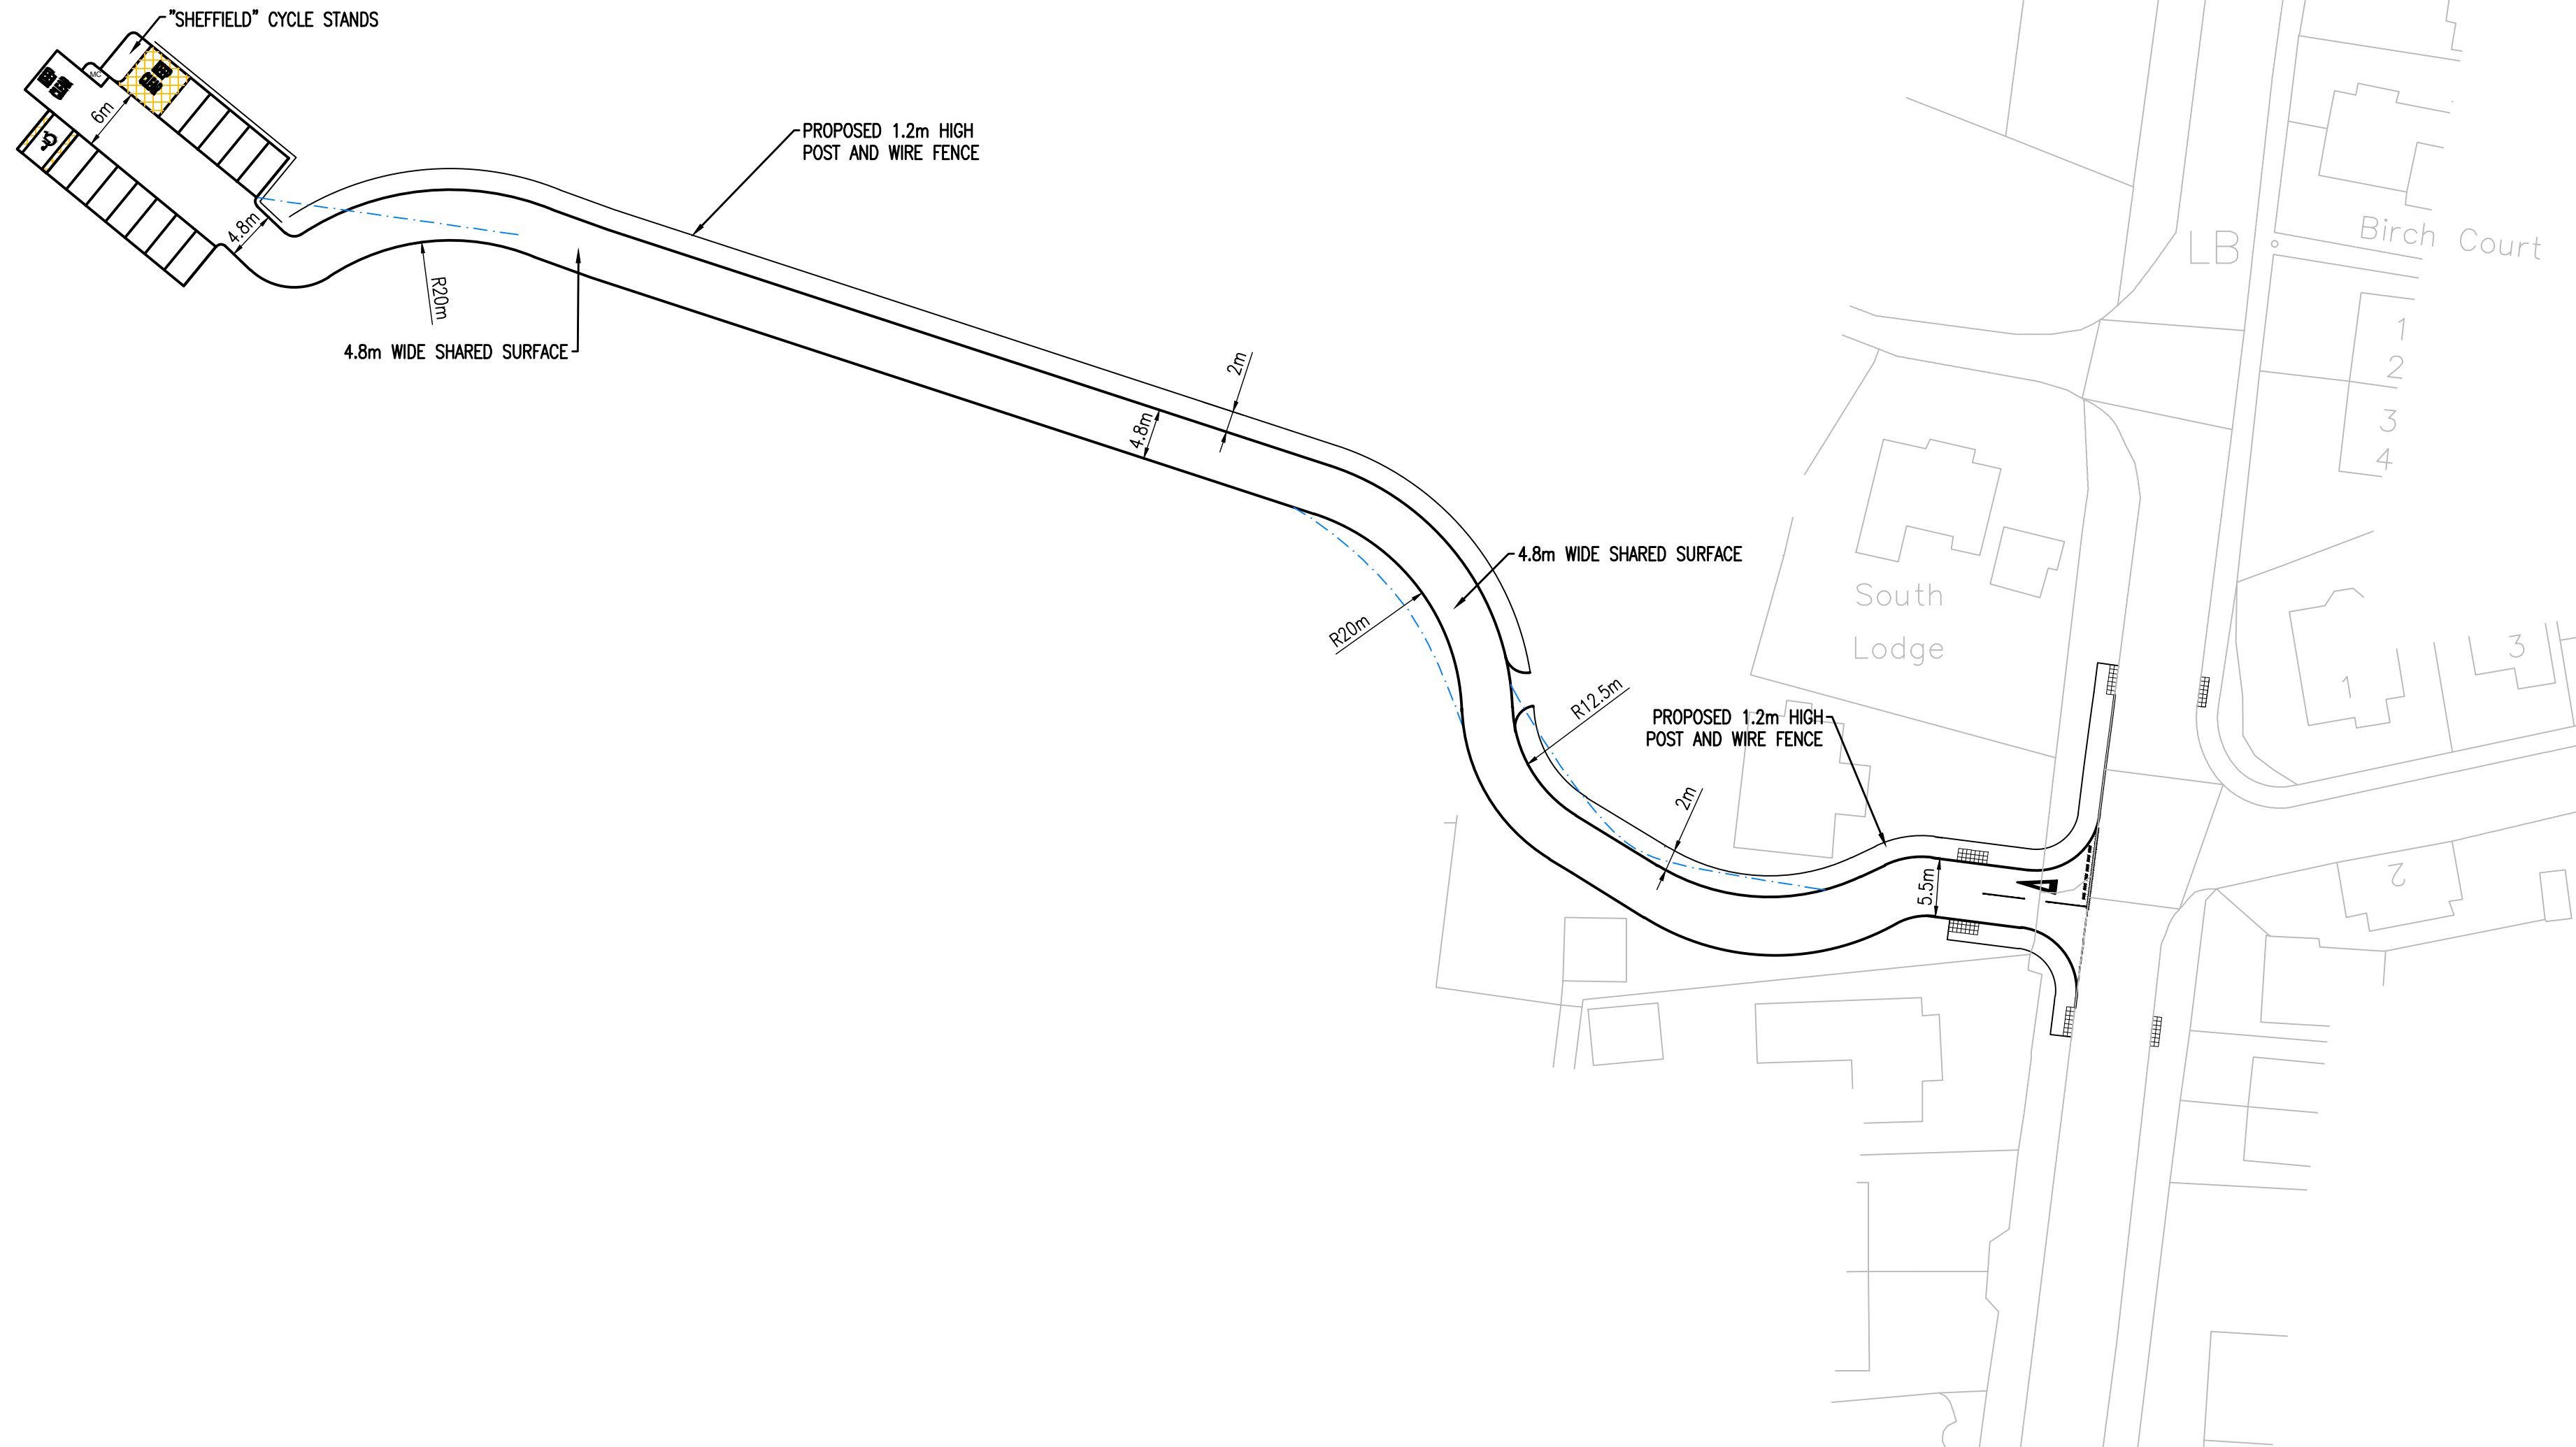 "SHEFFIELD" CYCLE STANDS
MC
6m
4.8m
PROPOSED 1.2m HIGH
POST AND WIRE FENCE
R20m
4.8m WIDE SHARED SURFACE
2m
4.8m
4.8m WIDE SHARED SURFACE
R20m
R12.5m
PROPOSED 1.2m HIGH
POST AND WIRE FENCE
2m
5.5m
South
Lodge
LB
Birch Court
1
2
3
4
1
3
2